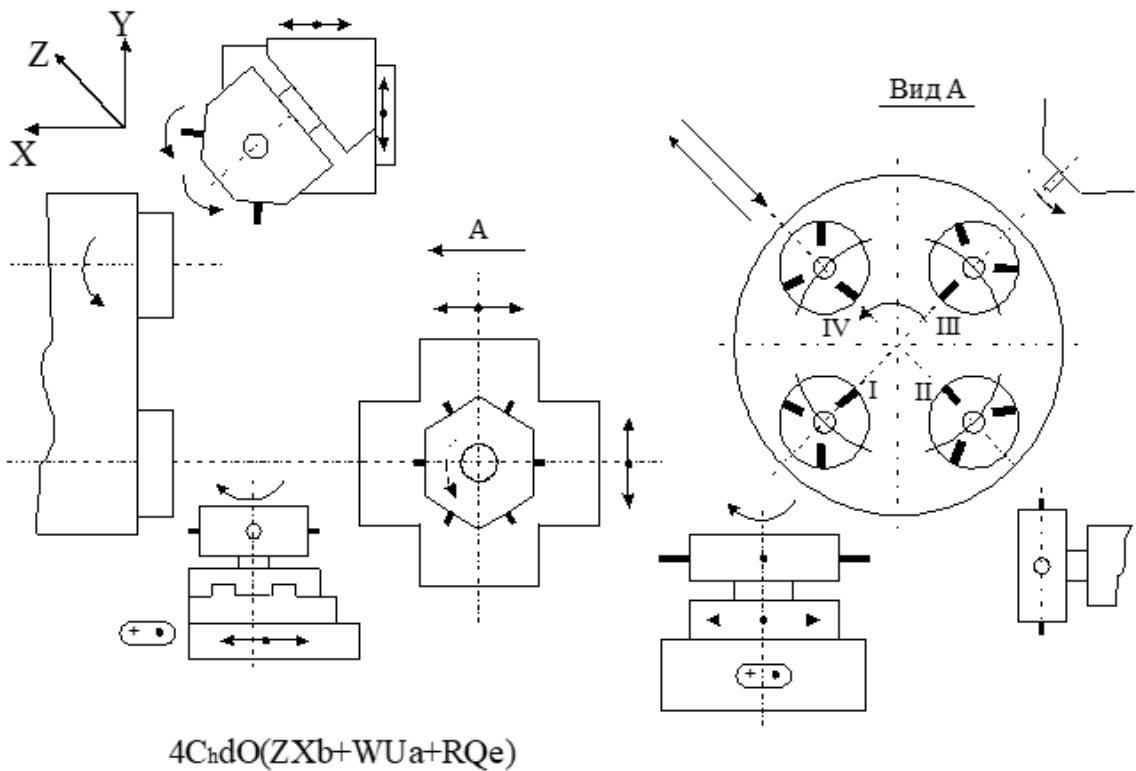 Y
Z
X
Вид А
А
IV
III
I
II
4ChdO(ZXb+WUa+RQe)